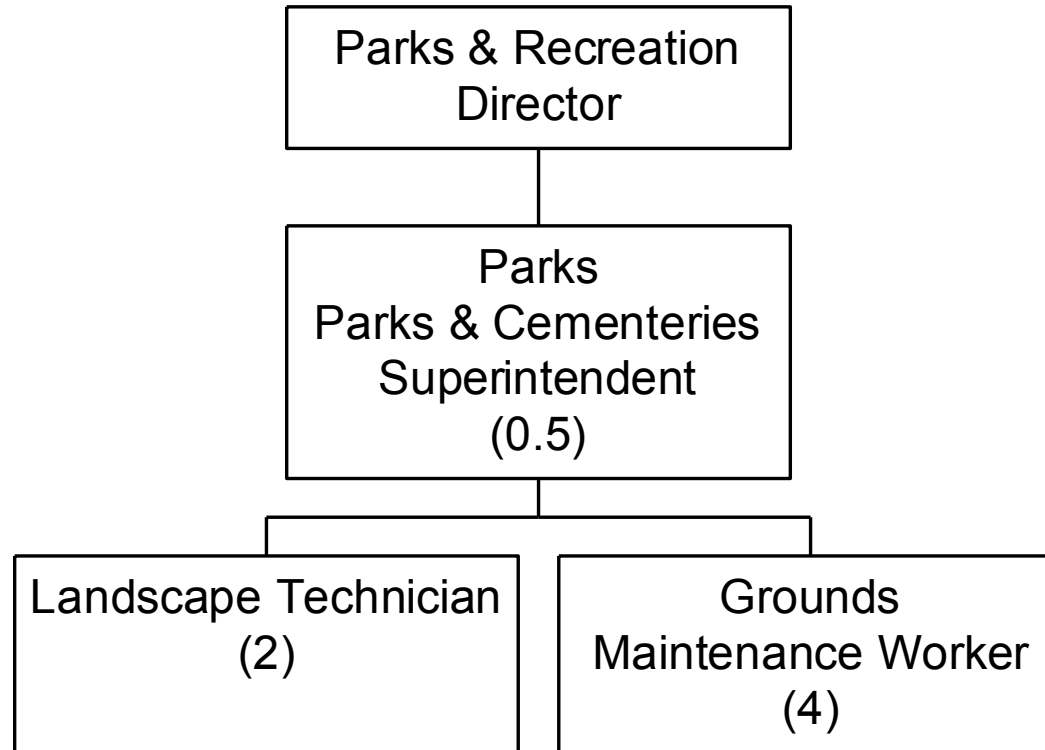 Parks & Recreation
Director
Parks
Parks & Cementeries
Superintendent
(0.5)
Landscape Technician
(2)
Grounds
Maintenance Worker
(4)